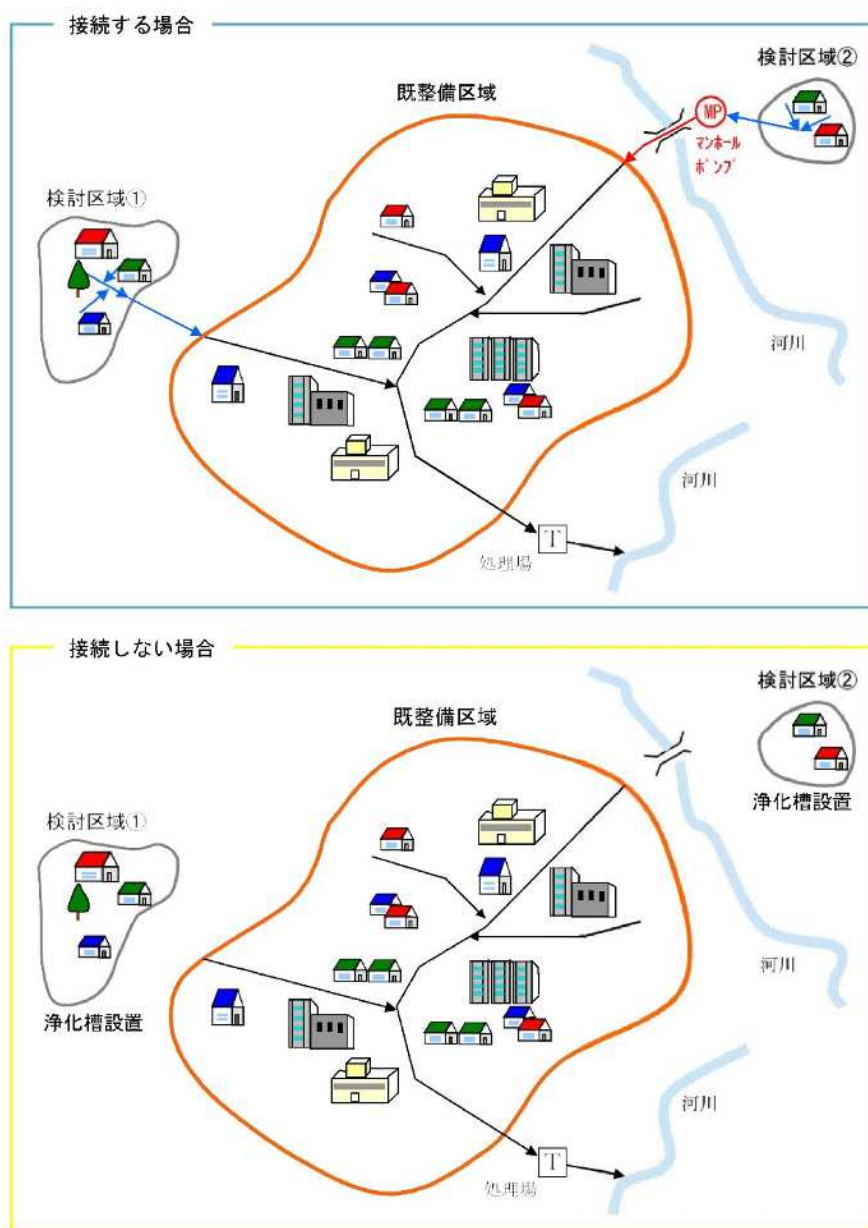 接続する場合
検討区域②
既整備区域
MP
マンホール
ポンプ
検討区域①
河川
河川
T
処理場
接続しない場合
検討区域②
既整備区域
浄化槽設置
検討区域①
河川
浄化槽設置
河川
T
処理場